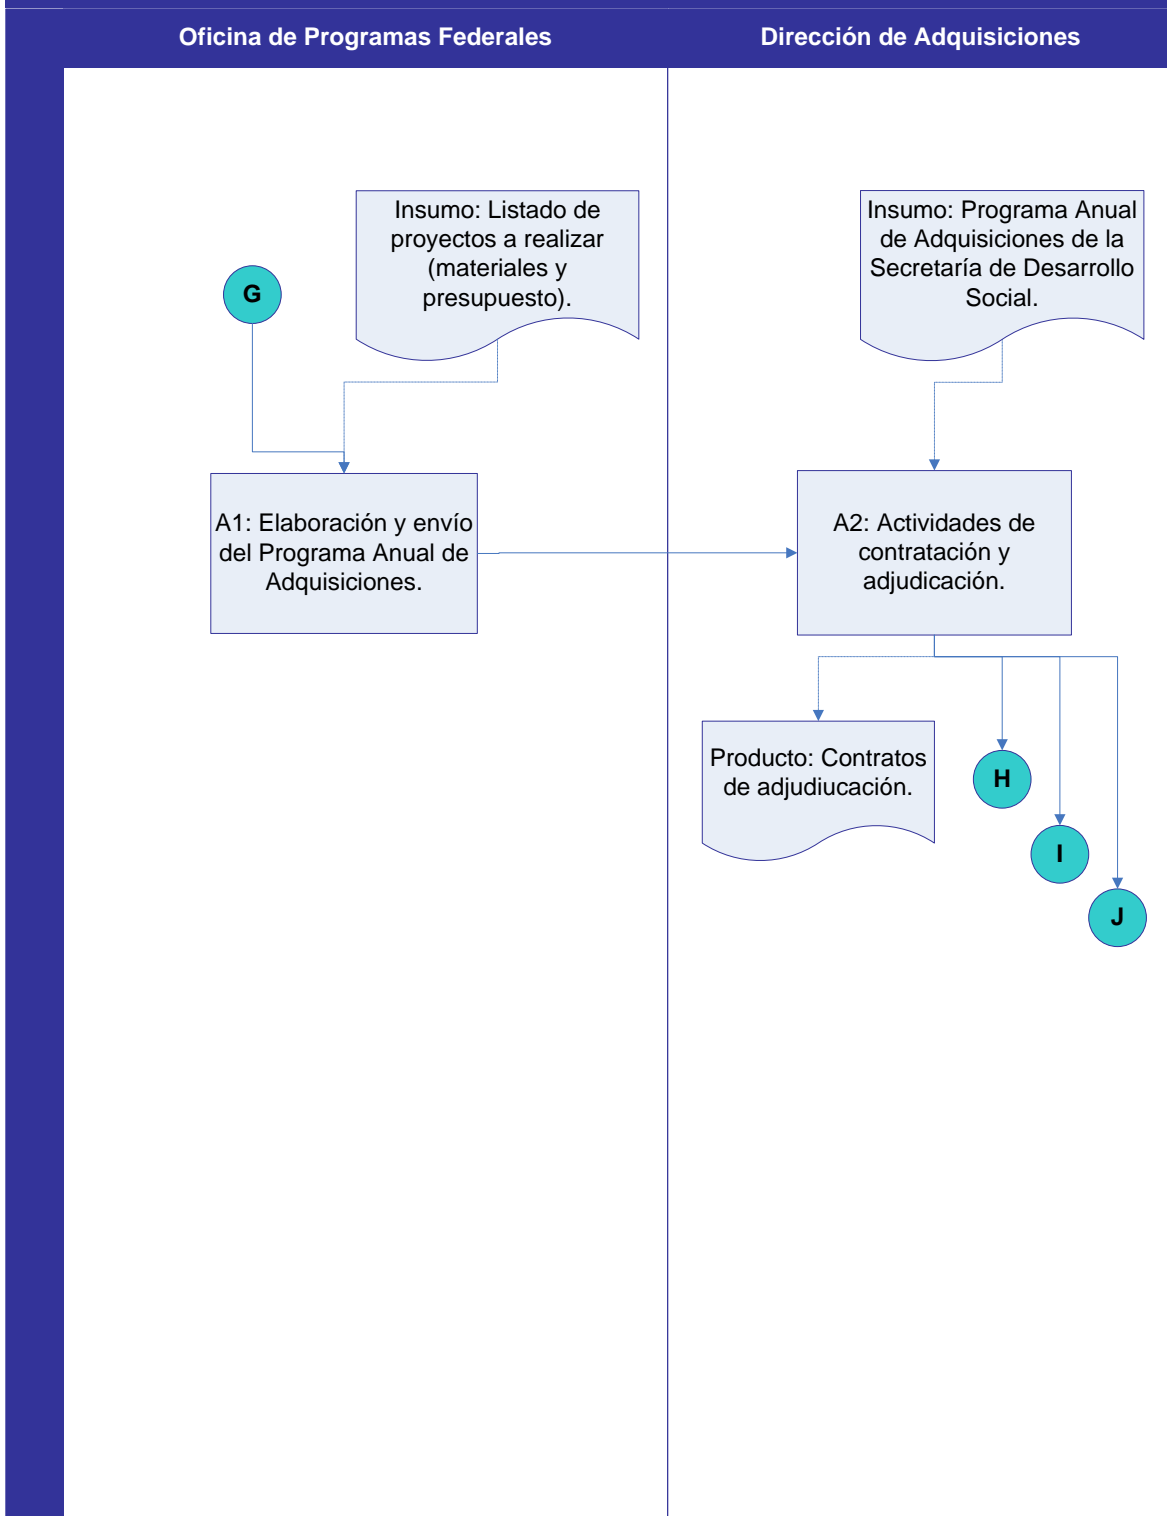 Oficina de Programas Federales
Dirección de Adquisiciones
Insumo: Listado de
proyectos a realizar
(materiales y
presupuesto).
Insumo: Programa Anual
de Adquisiciones de la
Secretaría de Desarrollo
Social.
G
A1: Elaboración y envío
del Programa Anual de
Adquisiciones.
A2: Actividades de
contratación y
adjudicación.
Producto: Contratos
de adjudiucación.
H
I
J